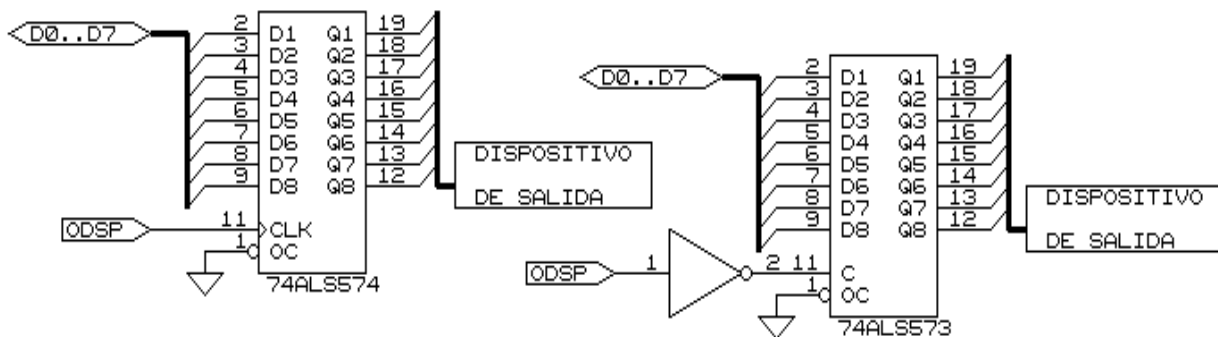 D0..D7
2 D1 Q1 19
3 D2 Q2 18
4 D3 Q3 17
5 D4 Q4 16
6 D5 Q5 15
7 D6 Q6 14
8 D7 Q7 13
9 D8 Q8 12
ODSP
11 CLK
1 OC
74ALS574
DISPOSITIVO
DE SALIDA
D0..D7
2 D1 Q1 19
3 D2 Q2 18
4 D3 Q3 17
5 D4 Q4 16
6 D5 Q5 15
7 D6 Q6 14
8 D7 Q7 13
9 D8 Q8 12
ODSP
1 2 11 C
1 OC
74ALS573
DISPOSITIVO
DE SALIDA